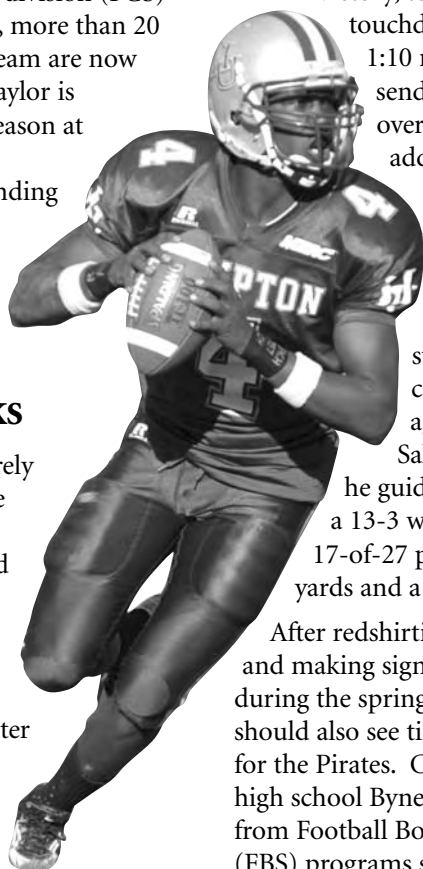 division (FCS)
, more than 20
eam are now
aylor is
eason at
nding
ks
rely
e
d
ter
touchd
1:10 r
send
over
add
c
Sal
he guid
a 13-3 w
17-of-27 p
yards and a
After redshirti
and making sign
during the spring
should also see ti
for the Pirates. C
high school Byne
from Football Bo
(FBS) programs s
4
4
R
MEAC
PTON
4
SPALDING
R